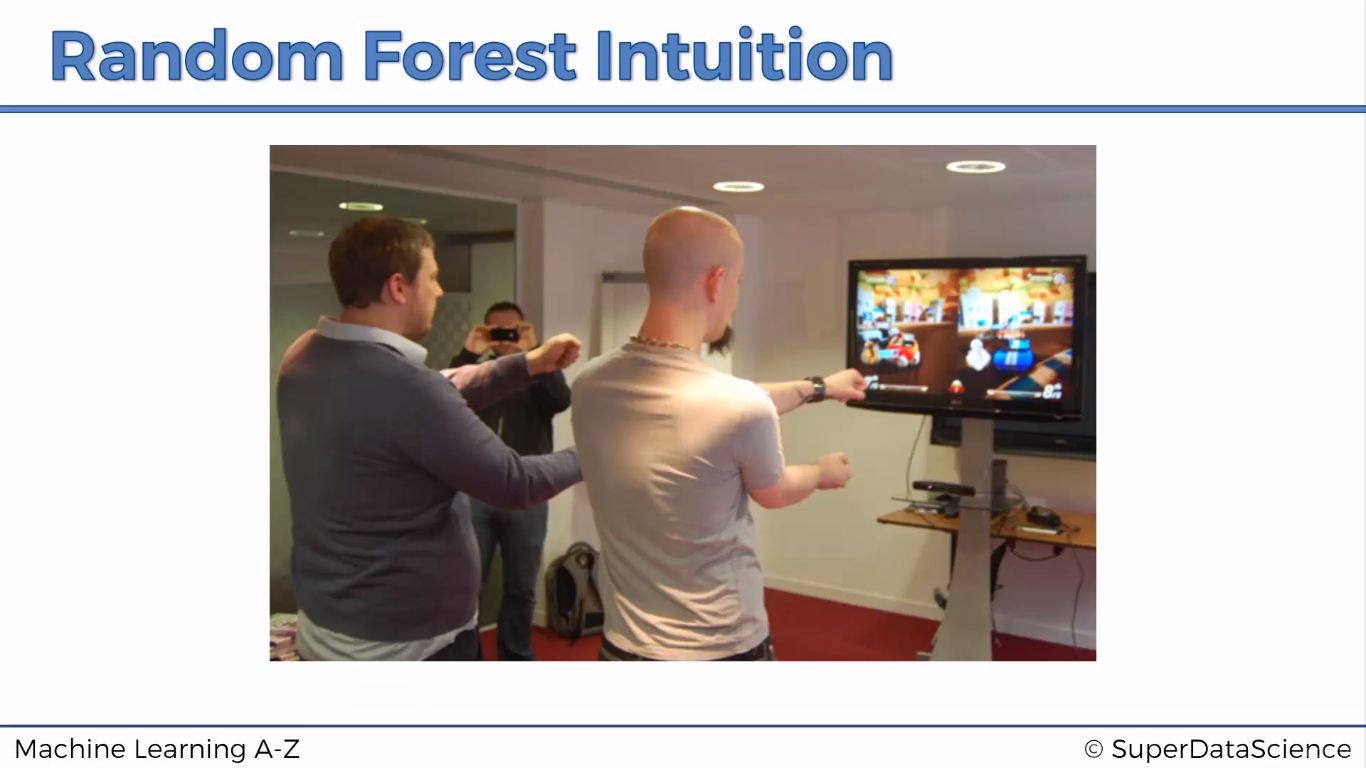 Random Forest Intuition
Machine Learning A-Z
© SuperDataScience